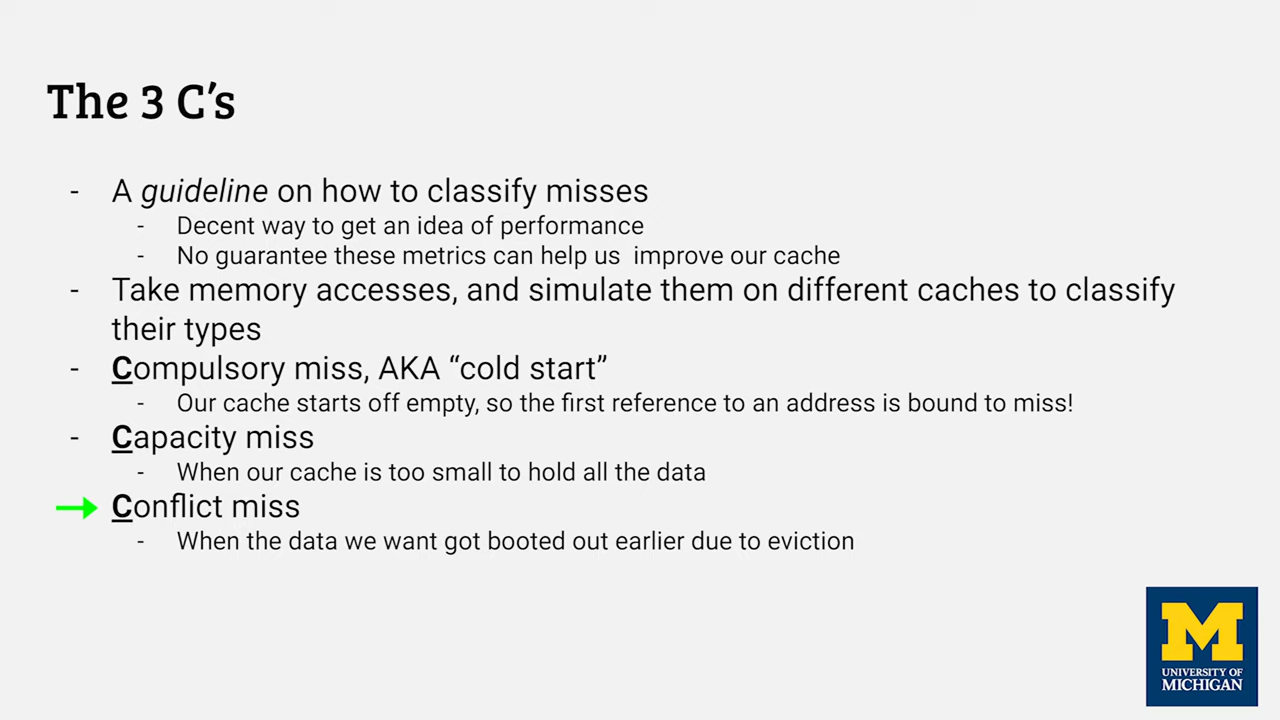 The 3 C's
- A guideline on how to classify misses
- Decent way to get an idea of performance
- No guarantee these metrics can help us  improve our cache
- Take memory accesses, and simulate them on different caches to classify
their types
- Compulsory miss, AKA “cold start”
- Our cache starts off empty, so the first reference to an address is bound to miss!
- Capacity miss
- When our cache is too small to hold all the data
Conflict miss
- When the data we want got booted out earlier due to eviction
M
UNIVERSITY OF
MICHIGAN